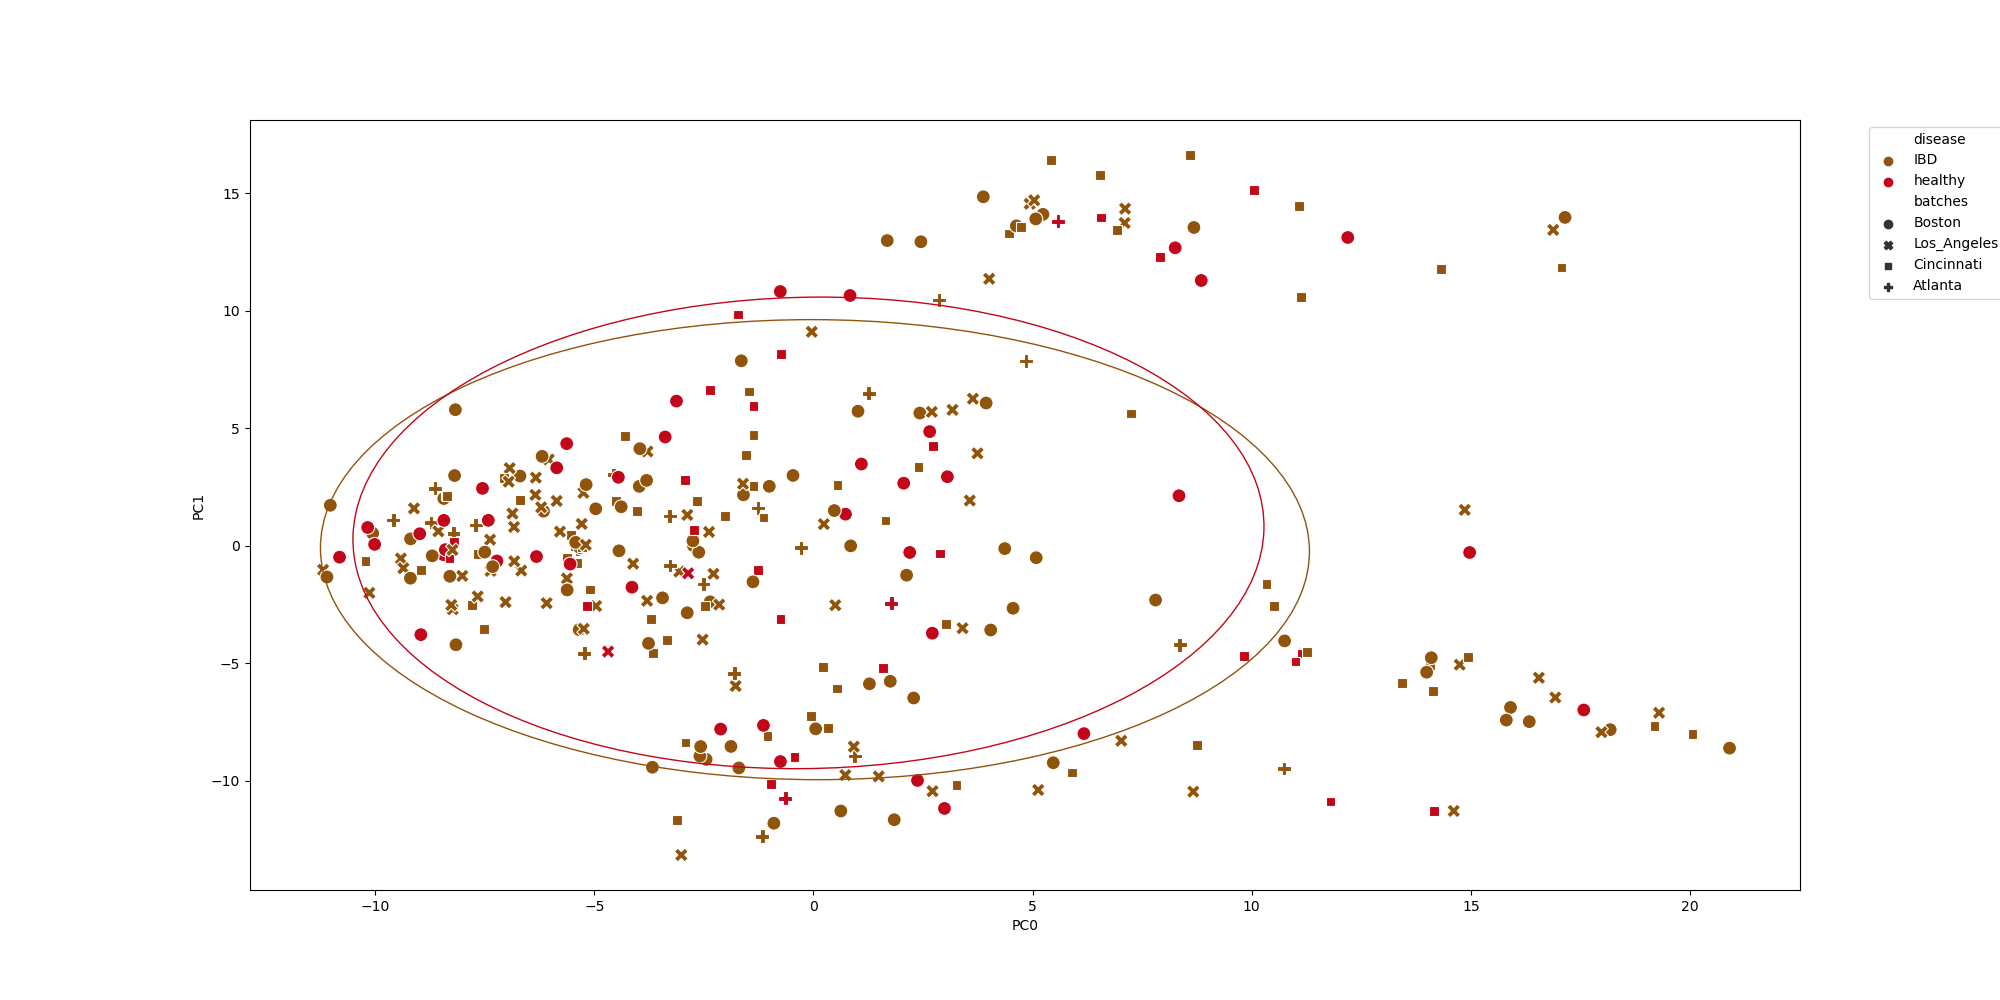 disease
IBD
healthy
batches
Boston
Los_Angeles
Cincinnati
Atlanta
15
10
5
0
−5
−10
PC1
−10 −5 0 5 10 15 20
PC0